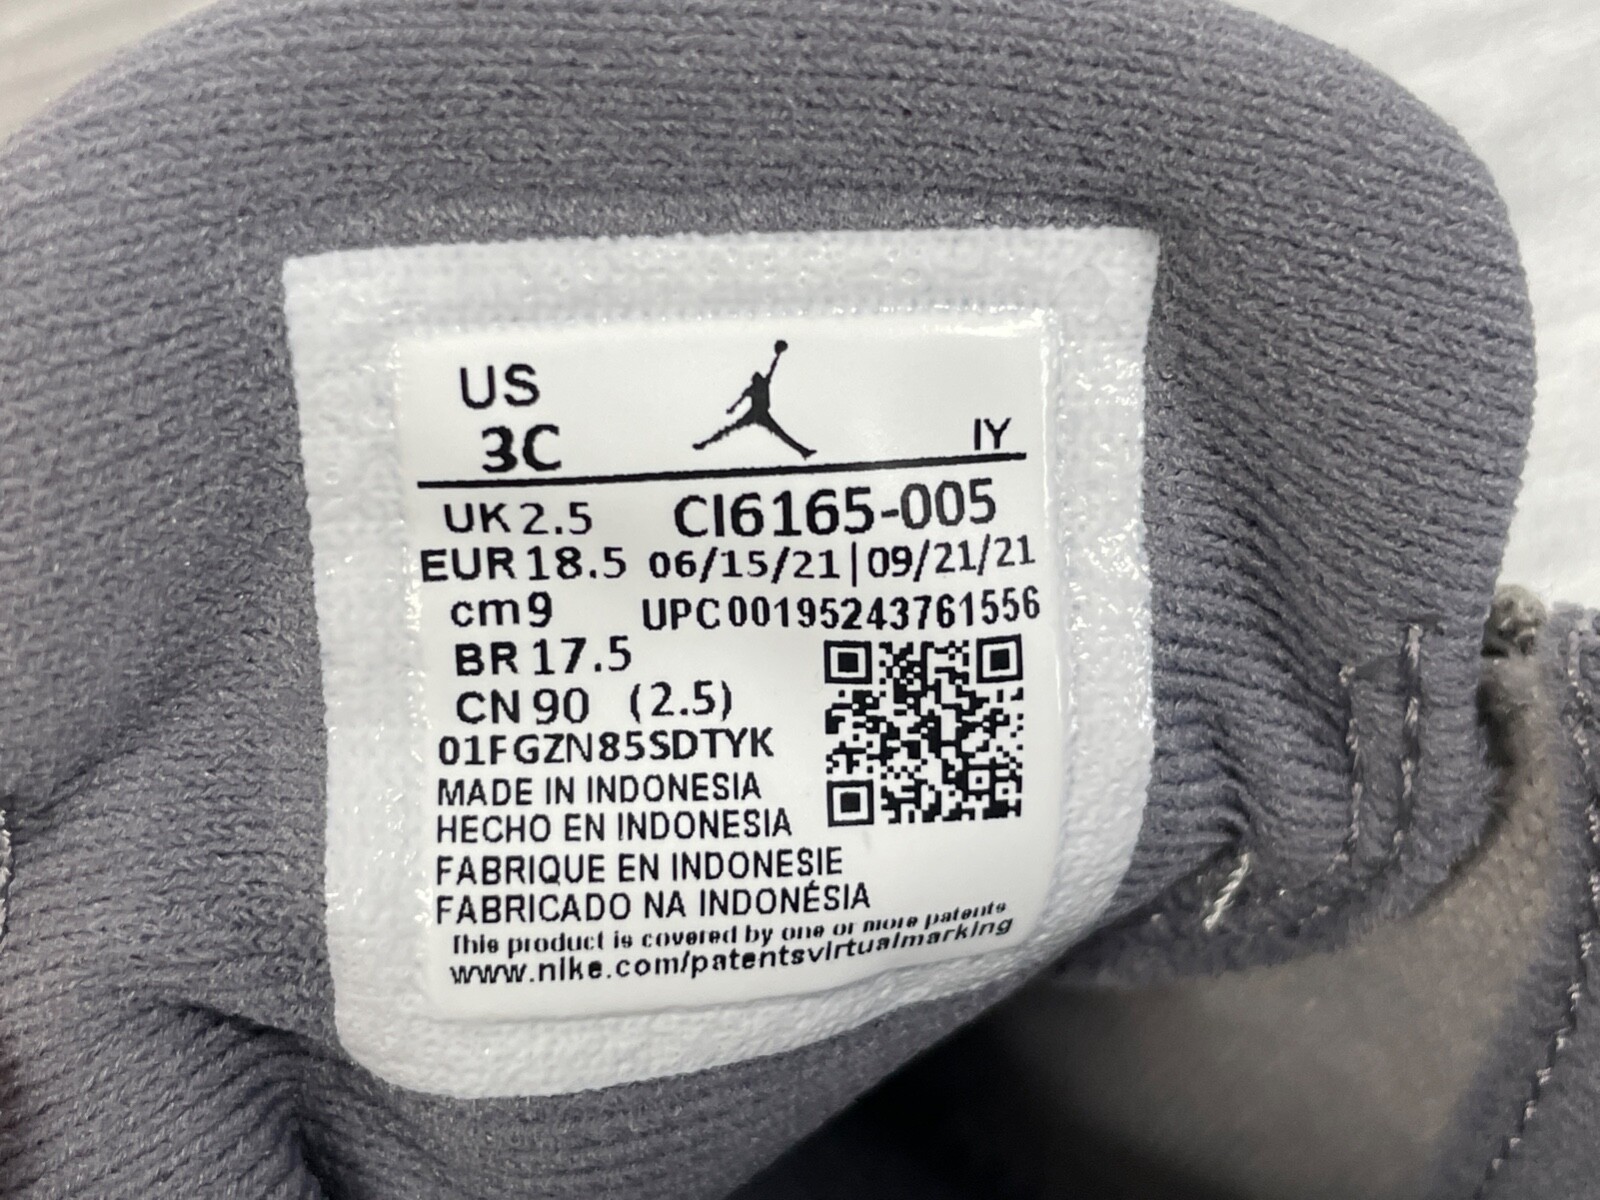 US
3C
IY
UK 2.5 CI6165-005
EUR 18.5 06/15/21|09/21/21
cm 9 UPC 00195243761556
BR 17.5
CN 90 (2.5)
01FGZN85SDTYK
MADE IN INDONESIA
HECHO EN INDONESIA
FABRIQUE EN INDONESIE
FABRICADO NA INDONÉSIA
This product is covered by one or more patents
www.nike.com/patentsvirtualmarking